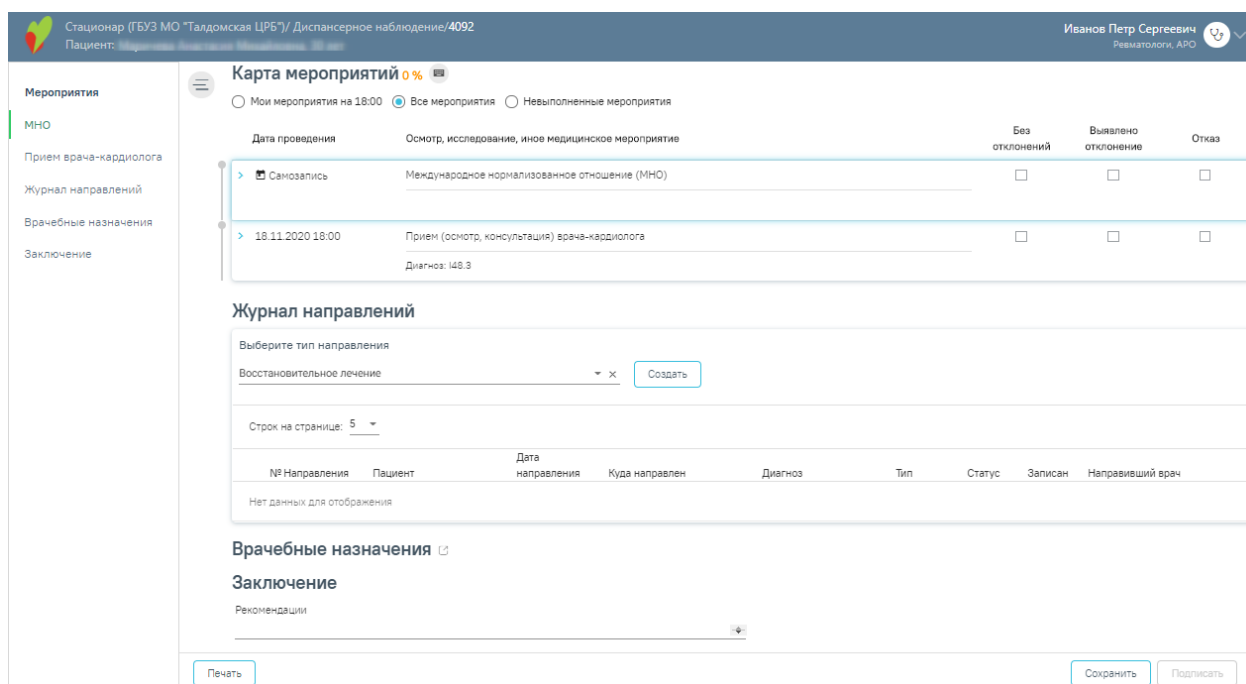 Стационар (ГБУЗ МО "Талдомская ЦРБ")/ Диспансерное наблюдение/4092
Пациент:
Иванов Петр Сергеевич
Ревматологи, АРО
Мероприятия
МНО
Прием врача-кардиолога
Журнал направлений
Врачебные назначения
Заключение
Карта мероприятий 0 %
Мои мероприятия на 18:00 Все мероприятия Невыполненные мероприятия
Дата проведения Осмотр, исследование, иное медицинское мероприятие Без отклонений Выявлено отклонение Отказ
Самозапись Международное нормализованное отношение (МНО)
18.11.2020 18:00 Прием (осмотр, консультация) врача-кардиолога
Диагноз: I48.3
Журнал направлений
Выберите тип направления
Восстановительное лечение Создать
Строк на странице: 5
№ Направления Пациент Дата направления Куда направлен Диагноз Тип Статус Записан Направивший врач
Нет данных для отображения
Врачебные назначения
Заключение
Рекомендации
Печать Сохранить Подписать